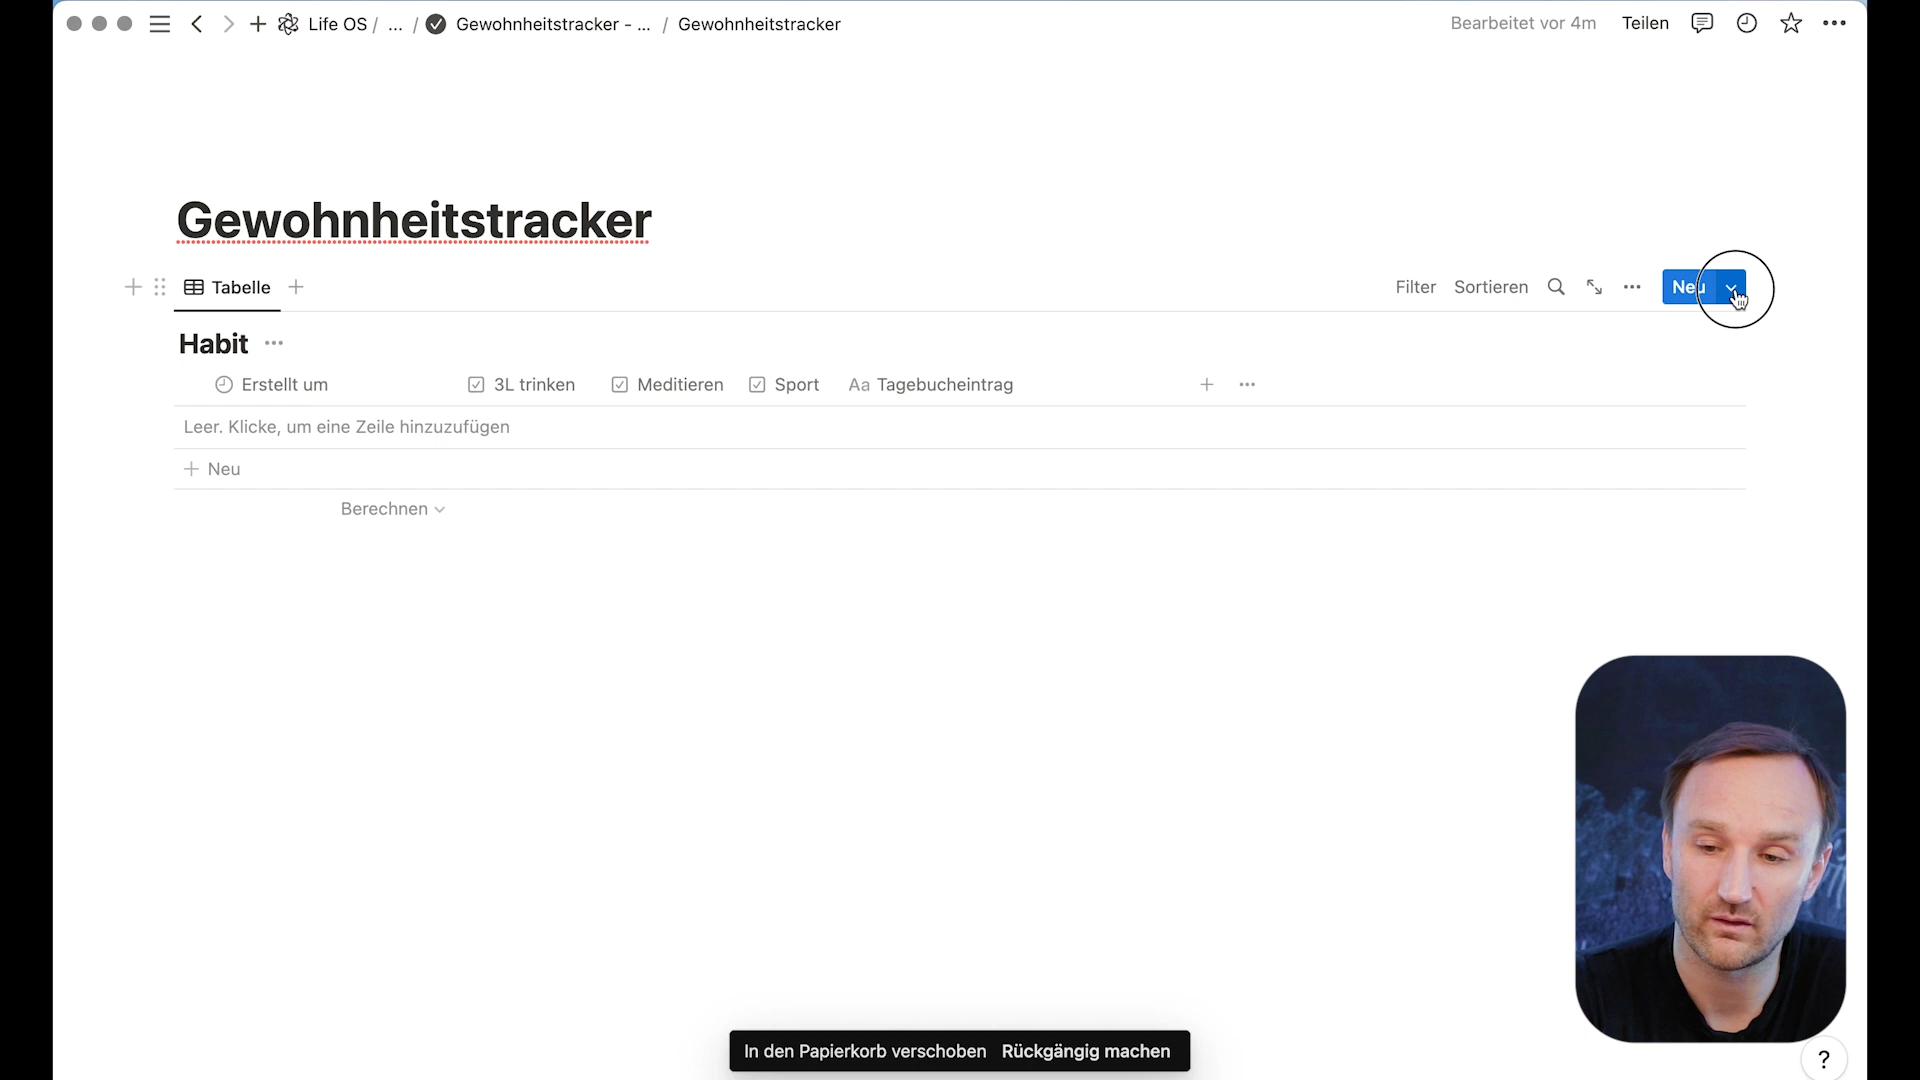 Life OS / ... / Gewohnheitstracker - ... / Gewohnheitstracker
Bearbeitet vor 4m Teilen
Gewohnheitstracker
Tabelle
Filter Sortieren Neu
Habit
Erstellt um 3L trinken Meditieren Sport Aa Tagebucheintrag
Leer. Klicke, um eine Zeile hinzuzufügen
Neu
Berechnen
In den Papierkorb verschoben Rückgängig machen
?